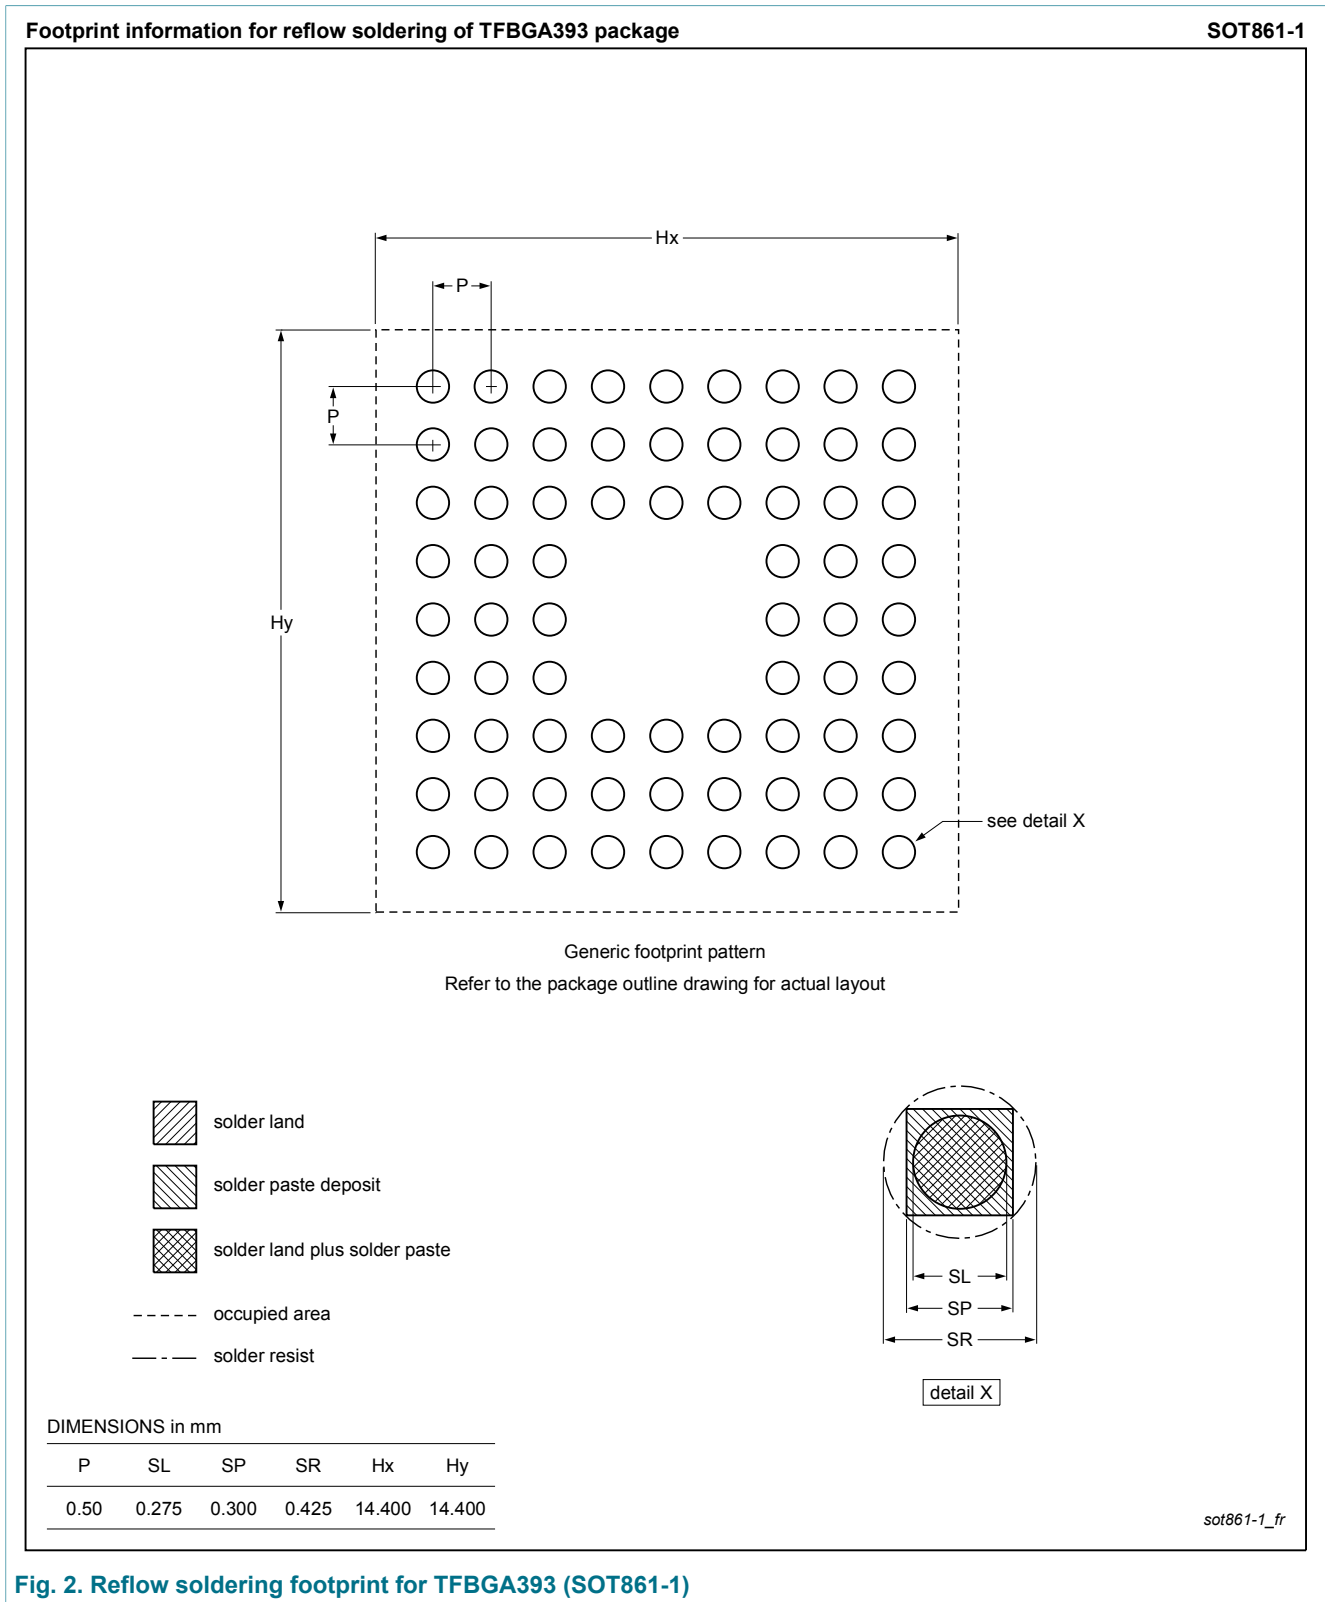 Footprint information for reflow soldering of TFBGA393 package SOT861-1
Hx
P
P
Hy
see detail X
Generic footprint pattern
Refer to the package outline drawing for actual layout
solder land
solder paste deposit
solder land plus solder paste
occupied area
solder resist
SL
SP
SR
detail X
DIMENSIONS in mm
P SL SP SR Hx Hy
0.50 0.275 0.300 0.425 14.400 14.400
sot861-1_fr
Fig. 2. Reflow soldering footprint for TFBGA393 (SOT861-1)